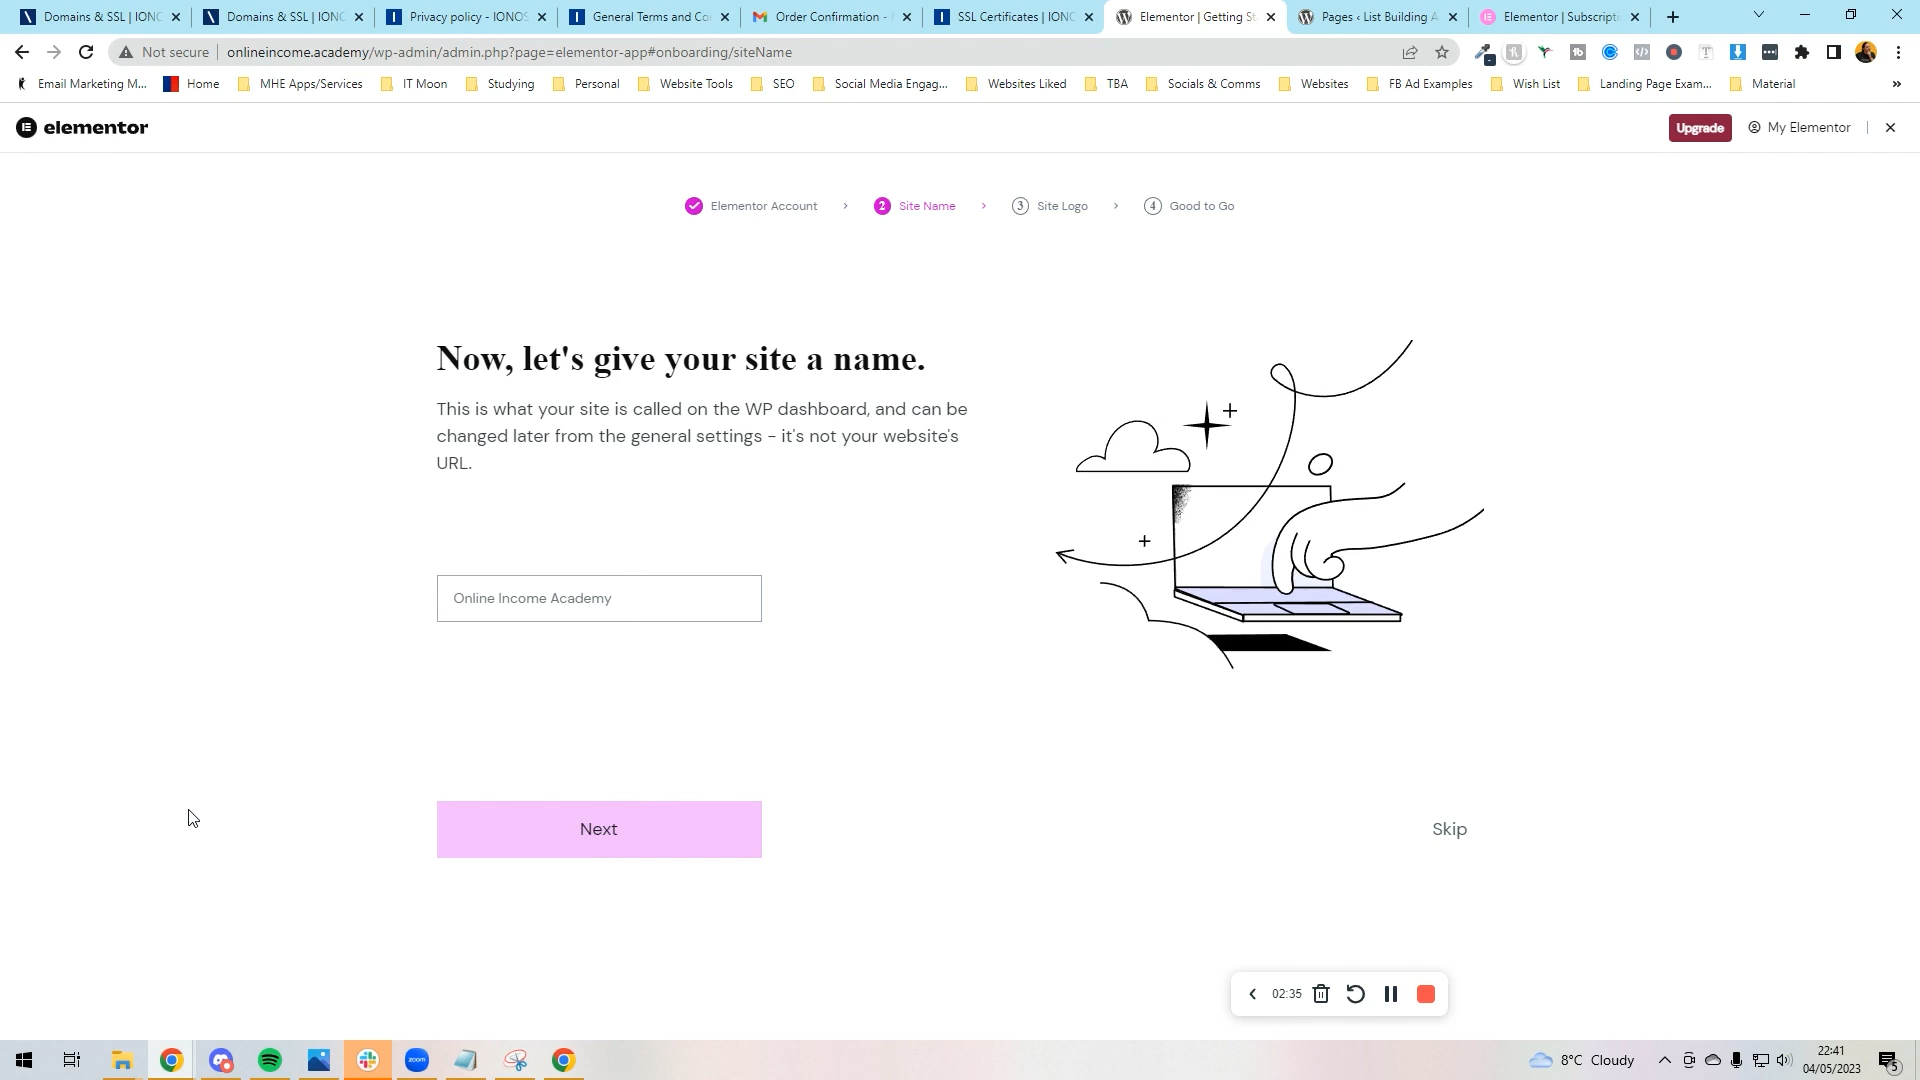 Domains & SSL | IONC
Domains & SSL | IONC
Privacy policy - IONOS
General Terms and Co
Order Confirmation -
SSL Certificates | IONC
Elementor | Getting St
Pages ‹ List Building A
Elementor | Subscripti
Not secure
onlineincome.academy/wp-admin/admin.php?page=elementor-app#onboarding/siteName
Email Marketing M...
Home
MHE Apps/Services
IT Moon
Studying
Personal
Website Tools
SEO
Social Media Engag...
Websites Liked
TBA
Socials & Comms
Websites
FB Ad Examples
Wish List
Landing Page Exam...
Material
»
elementor
Upgrade
My Elementor
Elementor Account
2 Site Name
3 Site Logo
4 Good to Go
Now, let's give your site a name.
This is what your site is called on the WP dashboard, and can be
changed later from the general settings - it's not your website's
URL.
Online Income Academy
Next
Skip
02:35
zoom
8°C Cloudy
22:41
04/05/2023
5